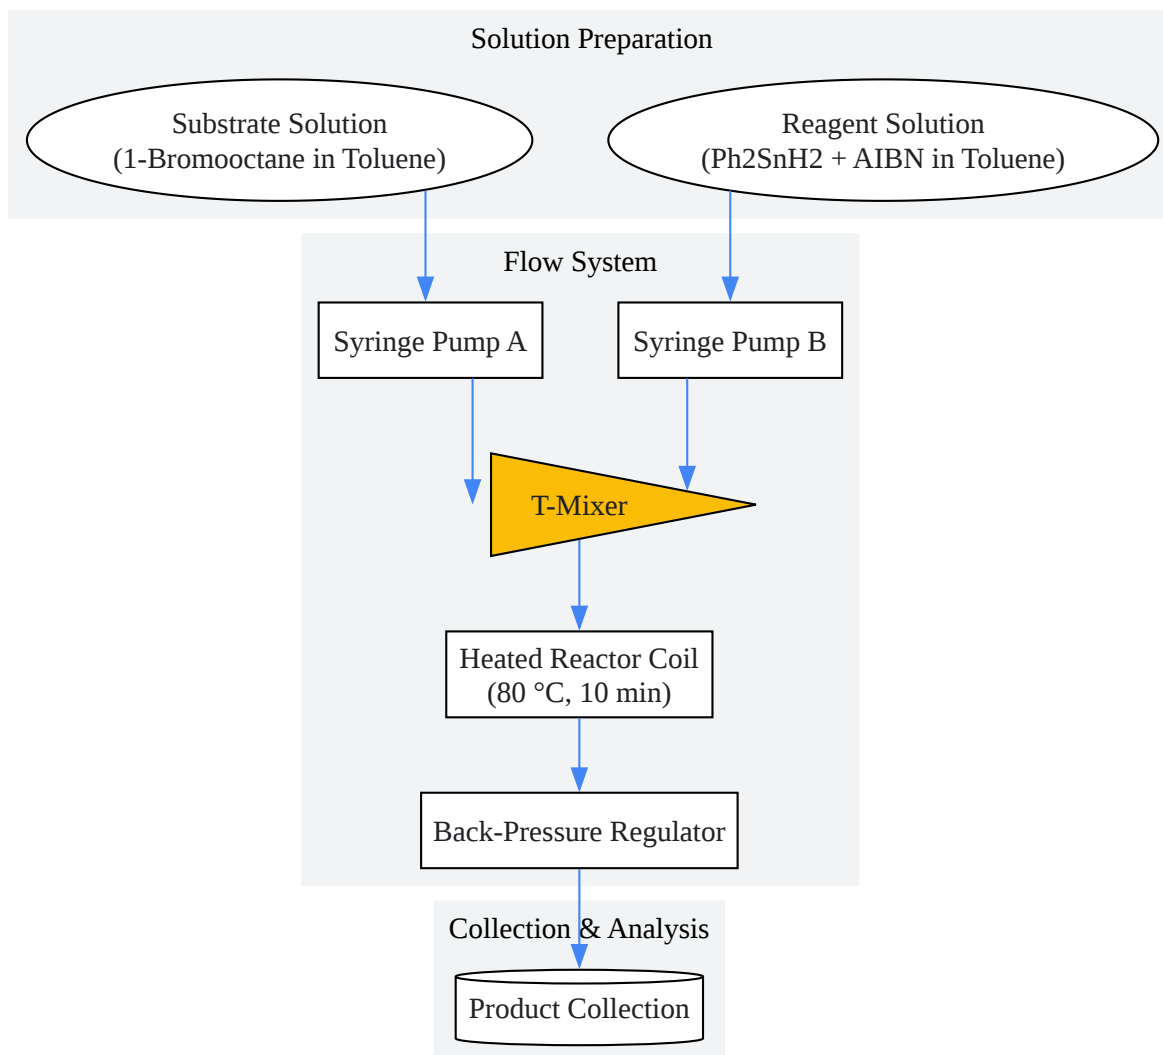 Solution Preparation
Substrate Solution
(1-Bromooctane in Toluene)
Reagent Solution
(Ph2SnH2 + AIBN in Toluene)
Flow System
Syringe Pump A
Syringe Pump B
T-Mixer
Heated Reactor Coil
(80 °C, 10 min)
Back-Pressure Regulator
Collection & Analysis
Product Collection